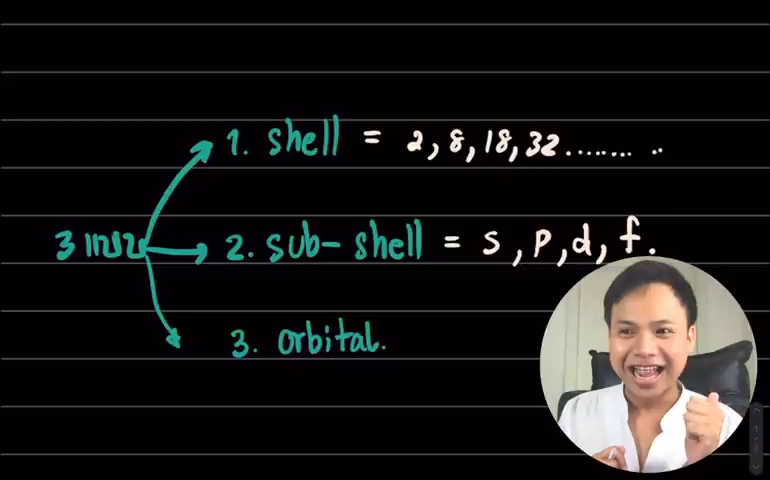 1. shell = 2, 8, 18, 32 ........ ..
3 แบบ 2. sub-shell = s, p, d, f.
3. orbital.